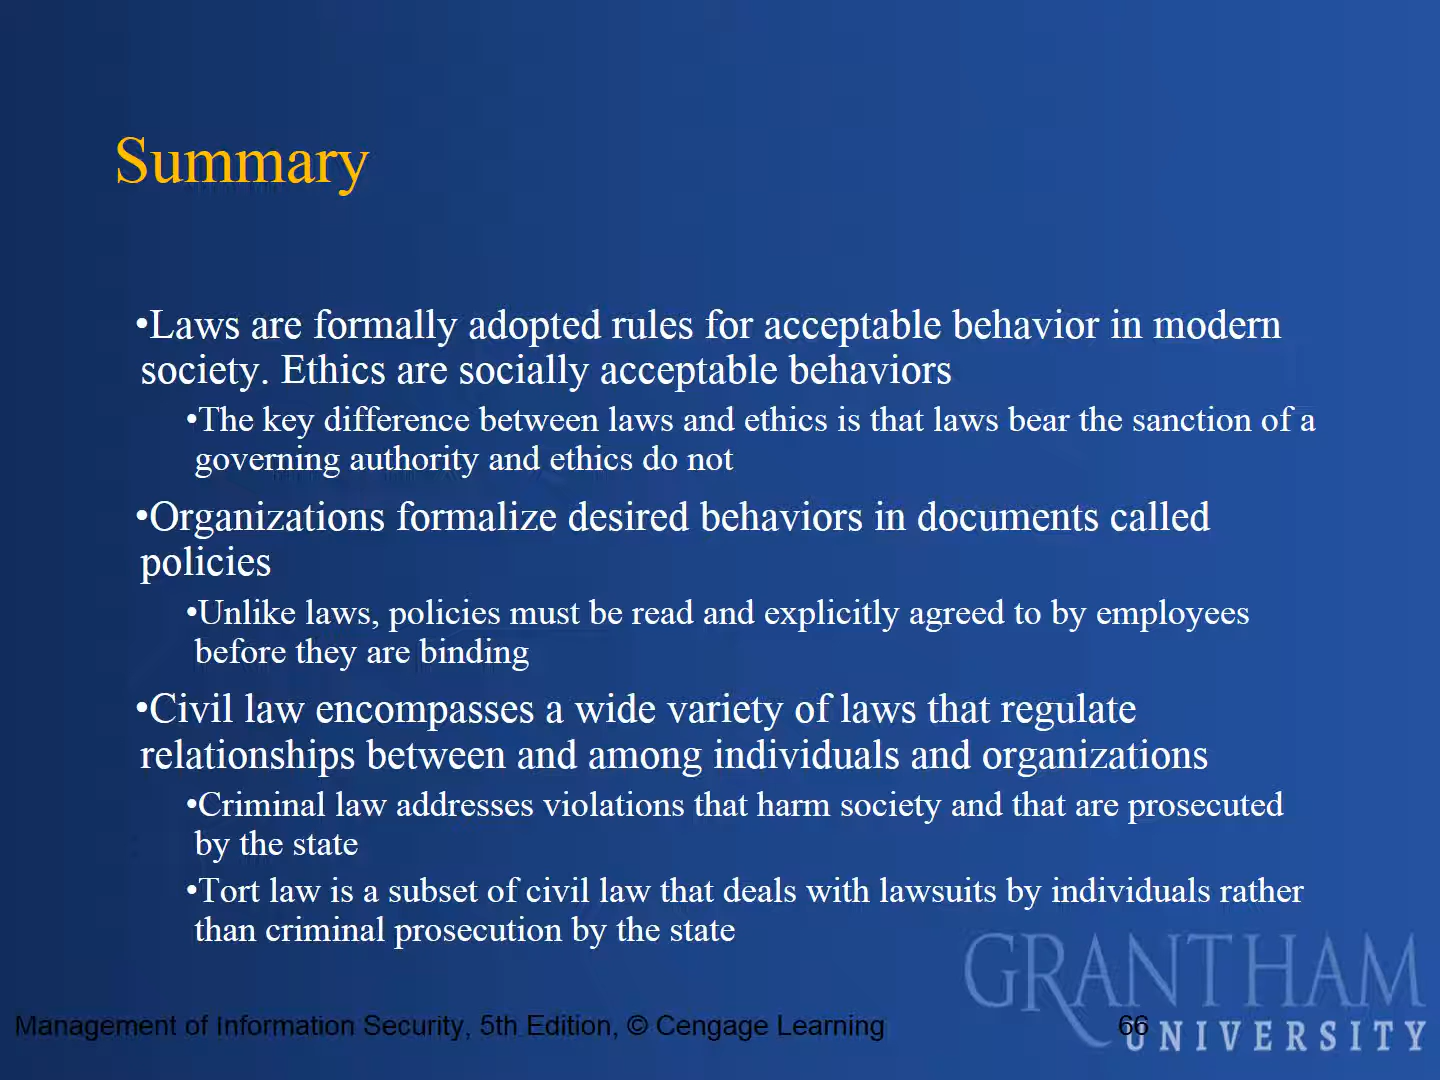 Summary
•Laws are formally adopted rules for acceptable behavior in modern
society. Ethics are socially acceptable behaviors
•The key difference between laws and ethics is that laws bear the sanction of a
governing authority and ethics do not
•Organizations formalize desired behaviors in documents called
policies
•Unlike laws, policies must be read and explicitly agreed to by employees
before they are binding
•Civil law encompasses a wide variety of laws that regulate
relationships between and among individuals and organizations
•Criminal law addresses violations that harm society and that are prosecuted
by the state
•Tort law is a subset of civil law that deals with lawsuits by individuals rather
than criminal prosecution by the state
GRANTHAM
UNIVERSITY
Management of Information Security, 5th Edition, © Cengage Learning
66